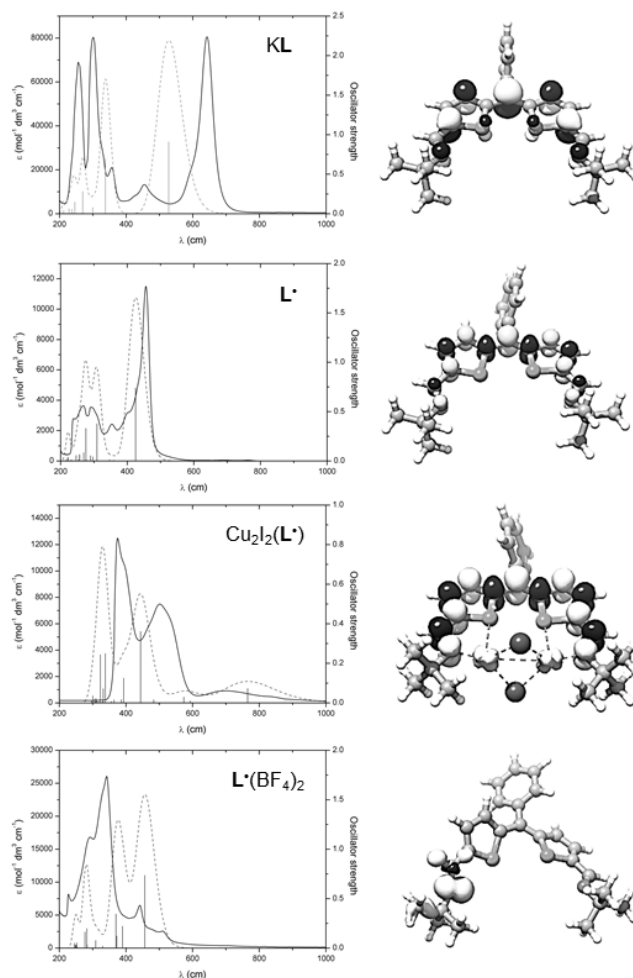 KL
80000
60000
40000
20000
0
ε (mol⁻¹ dm³ cm⁻¹)
2.5
2.0
1.5
1.0
0.5
0.0
Oscillator strength
200 400 600 800 1000
λ (cm)
L•
12000
10000
8000
6000
4000
2000
0
ε (mol⁻¹ dm³ cm⁻¹)
2.0
1.5
1.0
0.5
0.0
Oscillator strength
200 400 600 800 1000
λ (cm)
Cu₂I₂(L•)
14000
12000
10000
8000
6000
4000
2000
0
ε (mol⁻¹ dm³ cm⁻¹)
1.0
0.8
0.6
0.4
0.2
0.0
Oscillator strength
200 400 600 800 1000
λ (cm)
L•(BF₄)₂
30000
25000
20000
15000
10000
5000
0
ε (mol⁻¹ dm³ cm⁻¹)
2.0
1.5
1.0
0.5
0.0
Oscillator strength
200 400 600 800 1000
λ (cm)